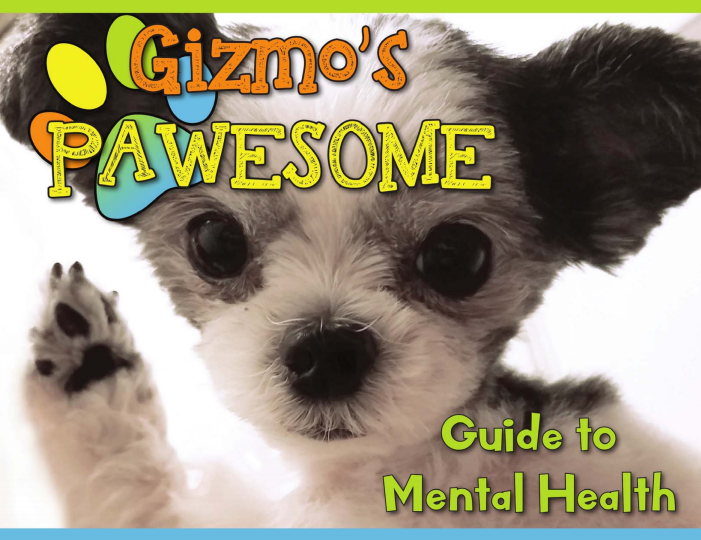 Gizmo's
PAWESOME
Guide to
Mental Health